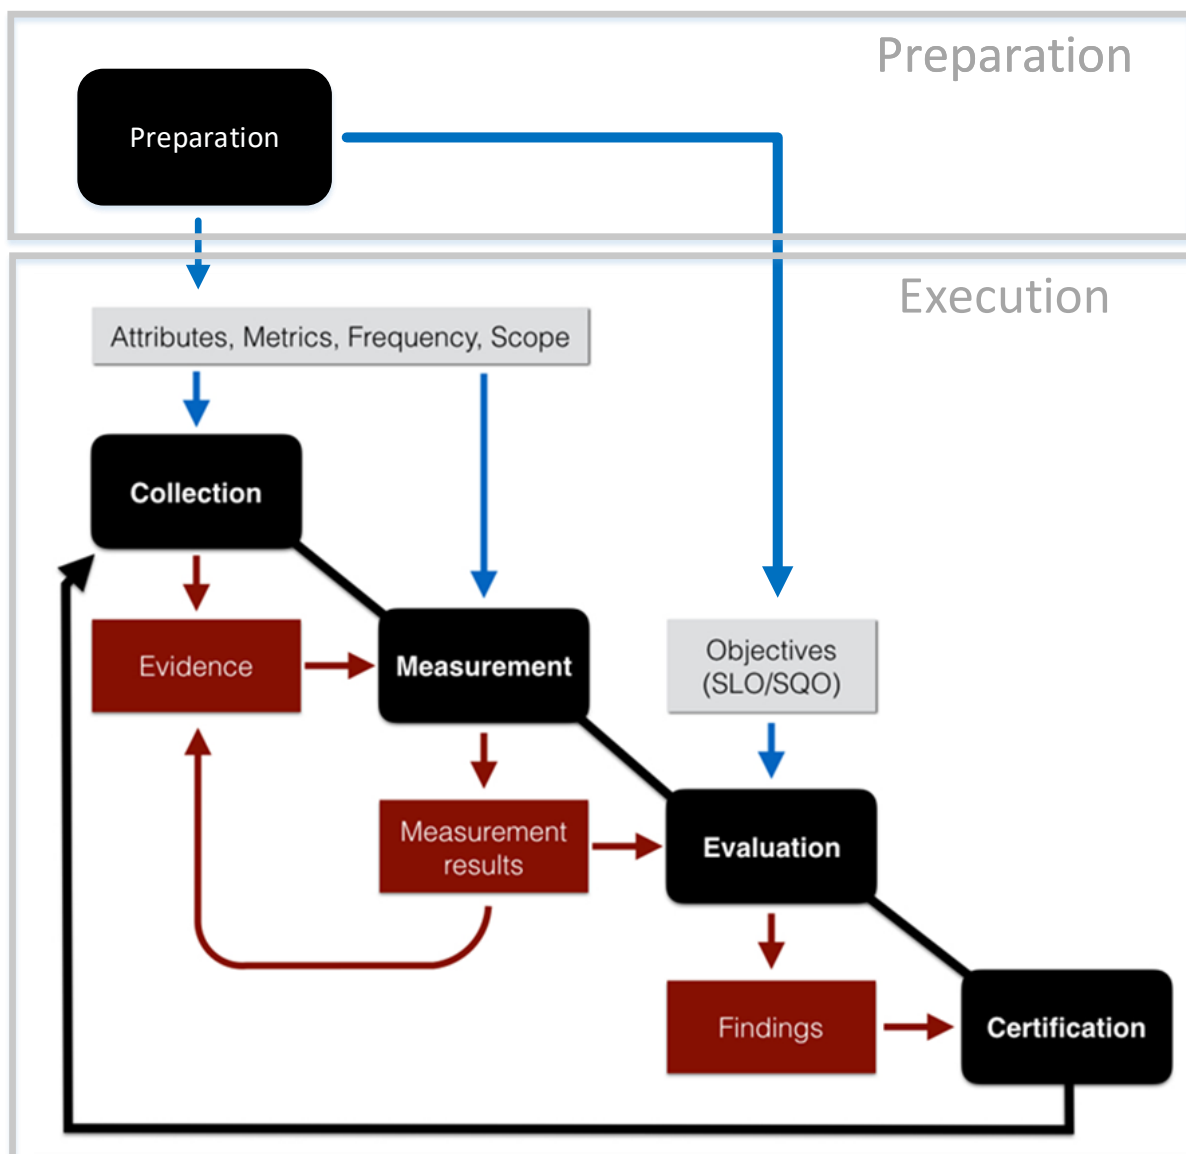 Preparation
Preparation
Execution
Attributes, Metrics, Frequency, Scope
Collection
Evidence
Measurement
Objectives
(SLO/SQO)
Measurement
results
Evaluation
Findings
Certification